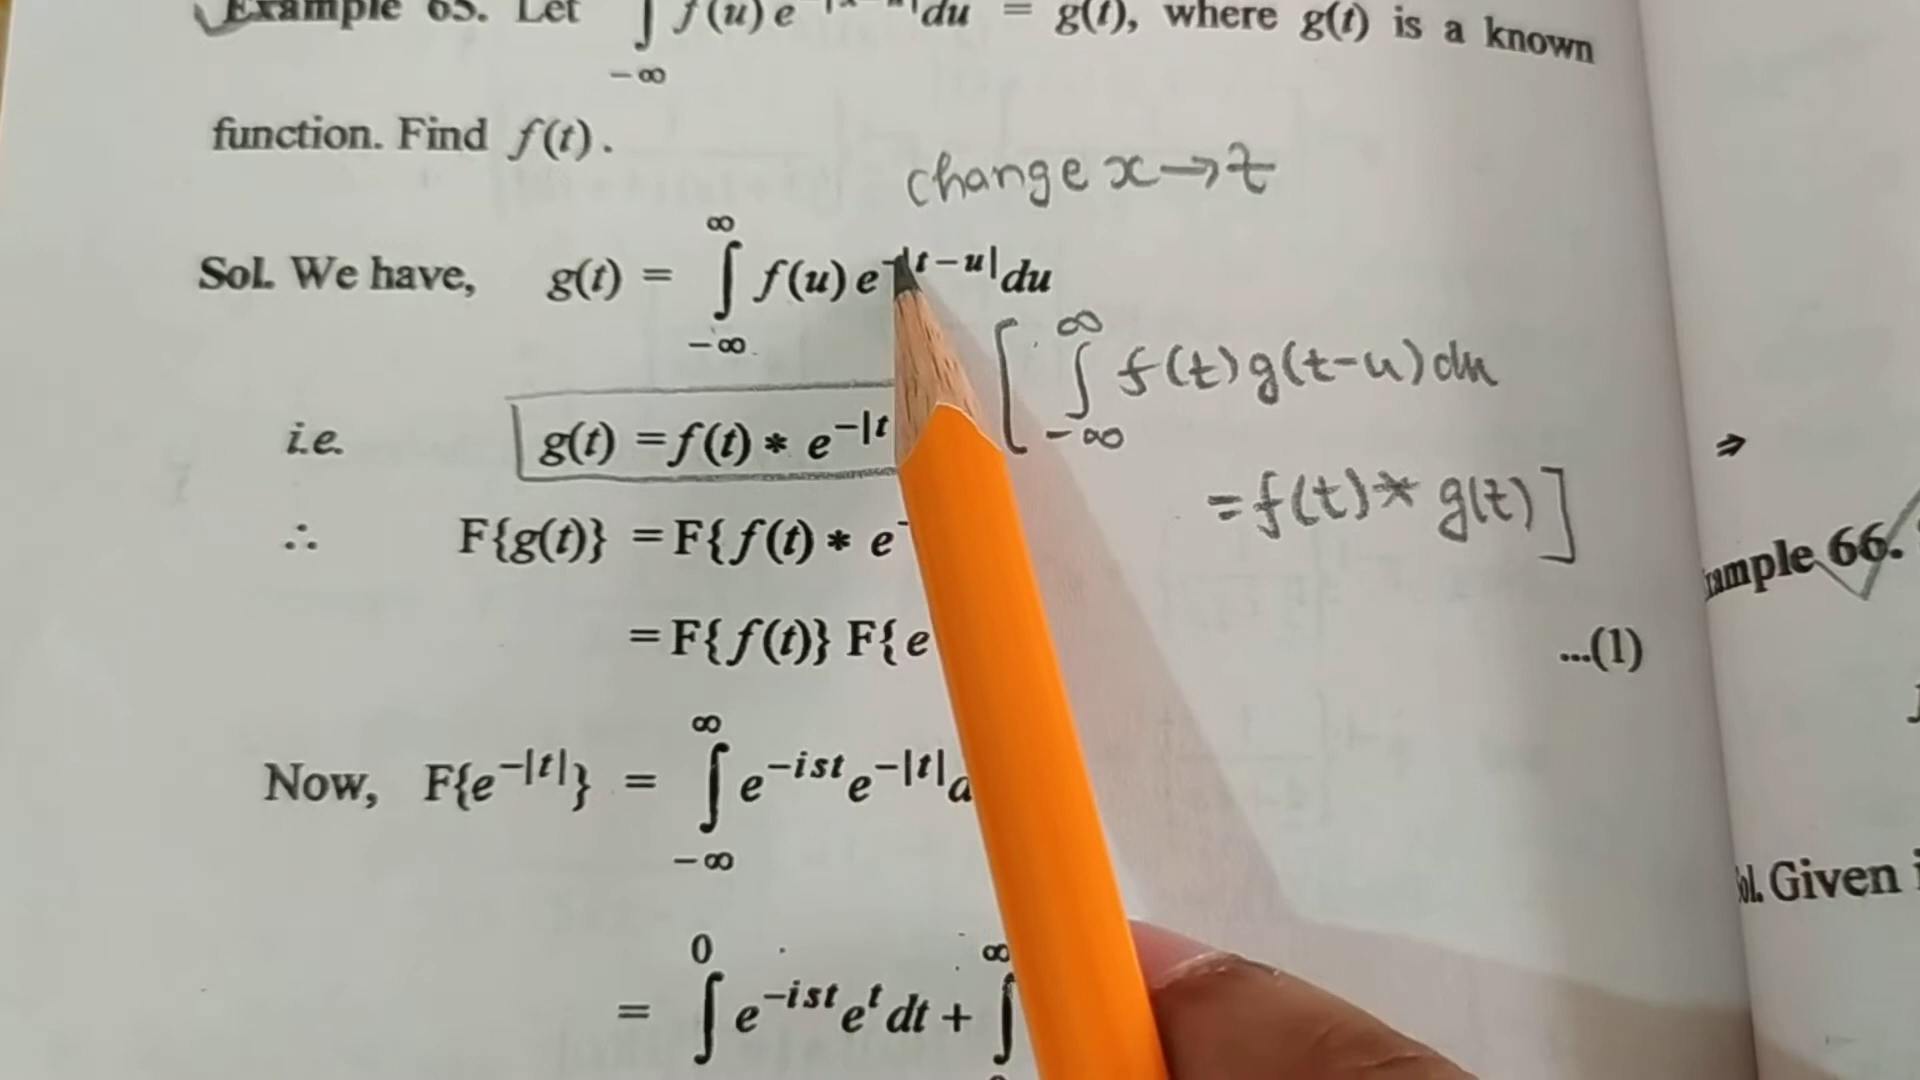 Example 65. Let ∫ f(u) e^{-|x-u|} du = g(t), where g(t) is a known
-∞
function. Find f(t).
change x→t
Sol. We have, g(t) = ∫_{-∞}^{∞} f(u) e^{-|t-u|} du
[ ∫_{-∞}^{∞} f(t) g(t-u) du
i.e. g(t) = f(t) * e^{-|t
= f(t) * g(t) ]
∴ F{g(t)} = F{f(t) * e^{-
= F{f(t)} F{e ...(1)
Now, F{e^{-|t|}} = ∫_{-∞}^{∞} e^{-ist} e^{-|t|}
= ∫^{0} e^{-ist} e^{t} dt + ∫^{∞}
⇒
ample 66.
Sol. Given